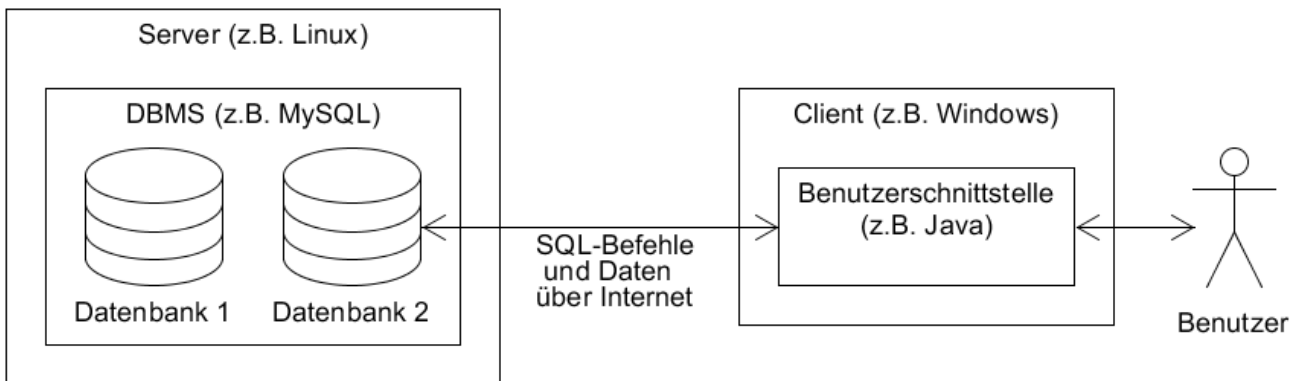 Server (z.B. Linux)
DBMS (z.B. MySQL)
Datenbank 1
Datenbank 2
SQL-Befehle
und Daten
über Internet
Client (z.B. Windows)
Benutzerschnittstelle
(z.B. Java)
Benutzer